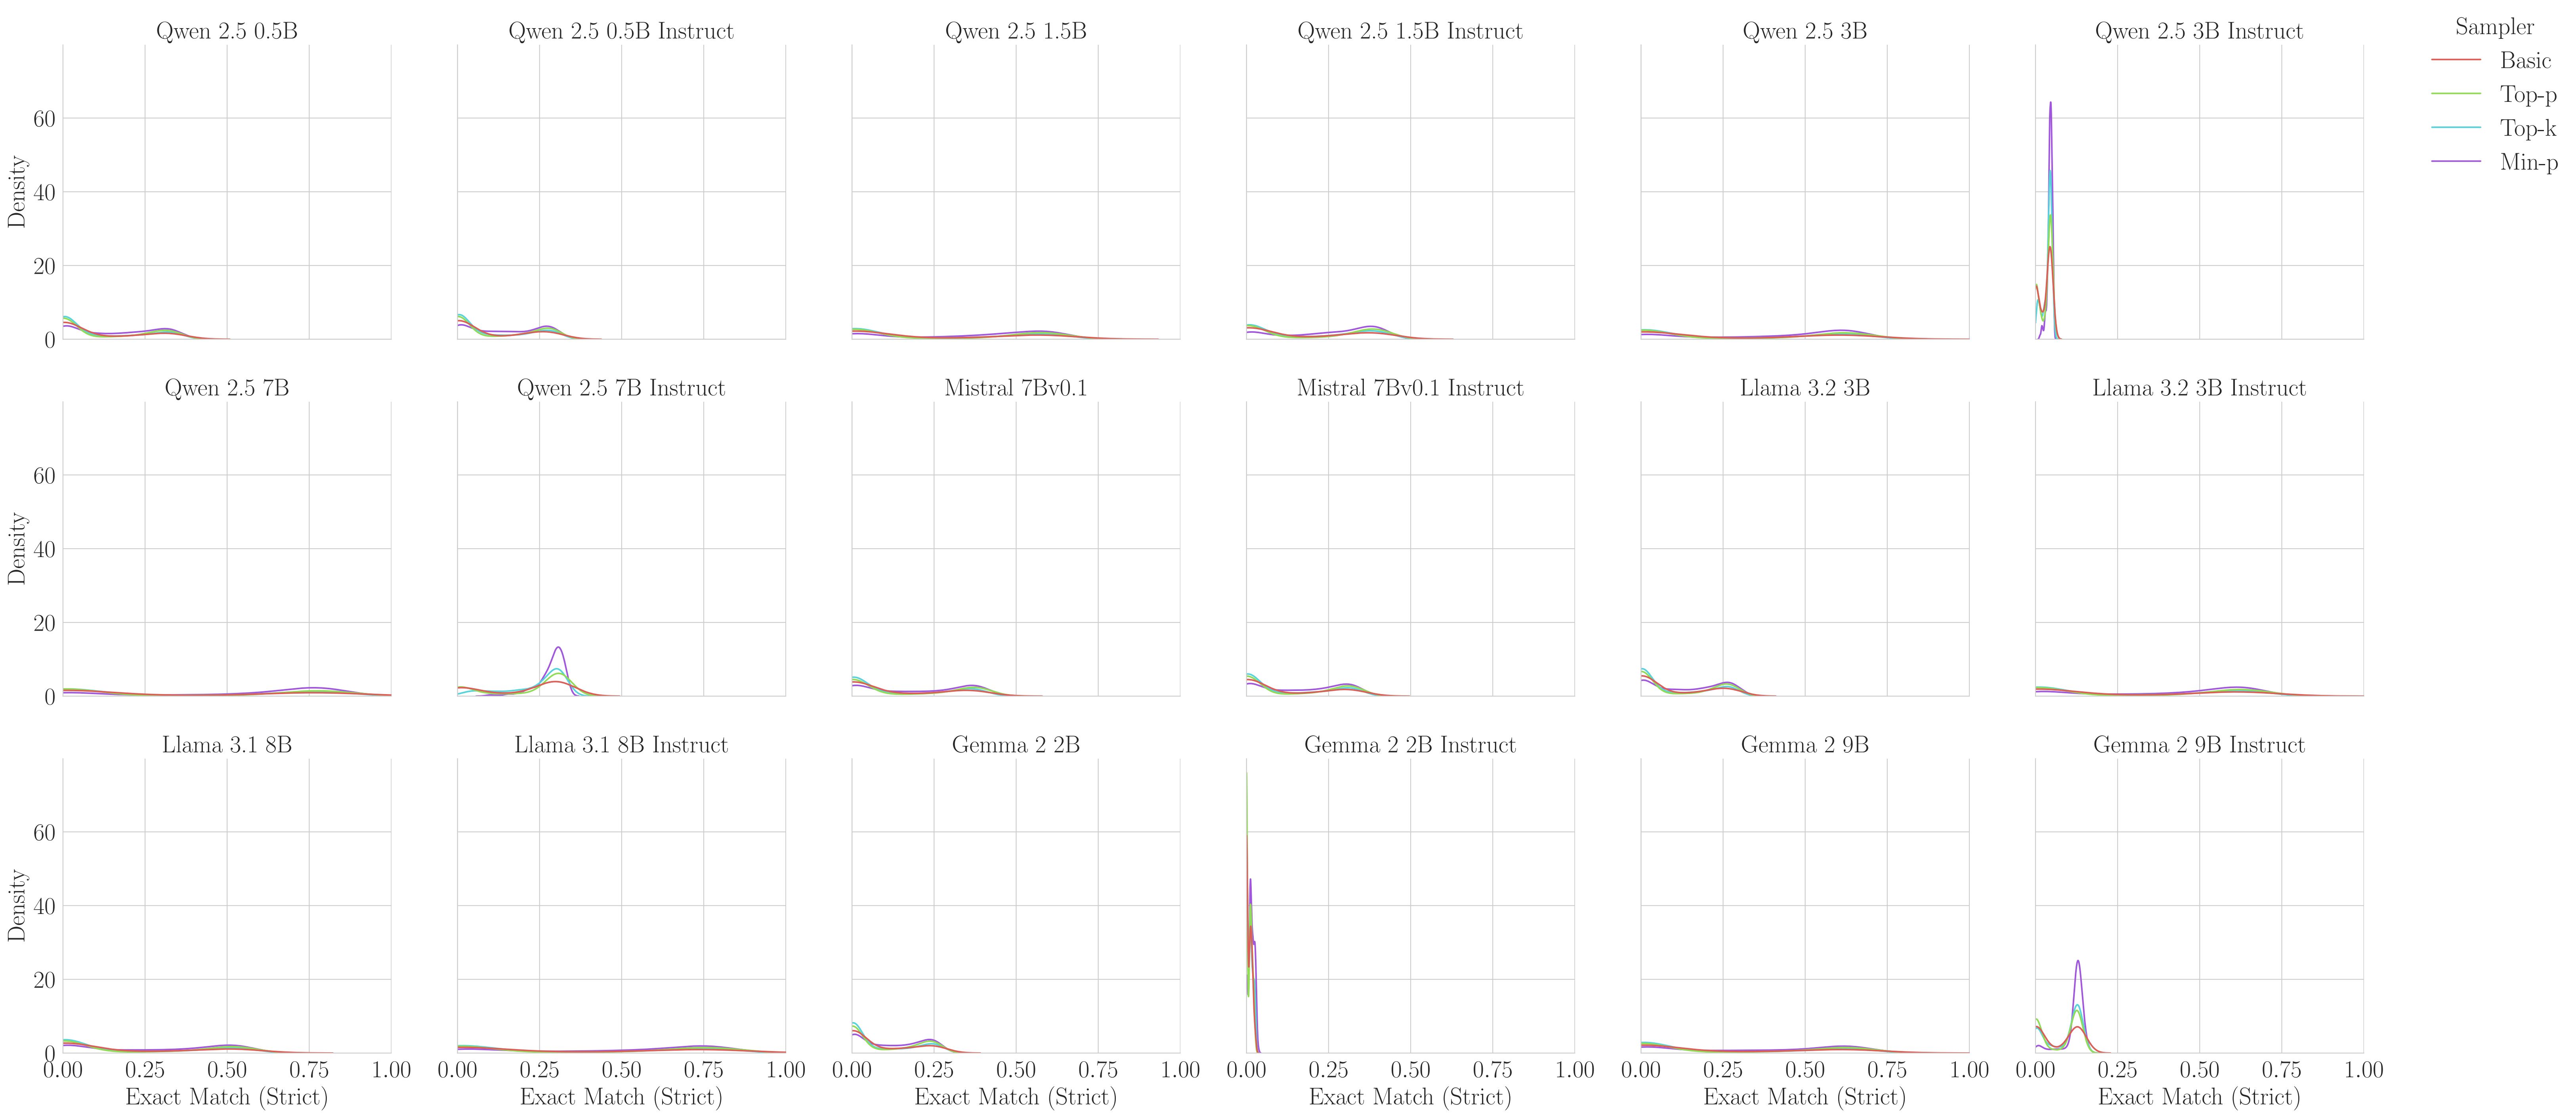 Qwen 2.5 0.5B
Qwen 2.5 0.5B Instruct
Qwen 2.5 1.5B
Qwen 2.5 1.5B Instruct
Qwen 2.5 3B
Qwen 2.5 3B Instruct
Sampler
Basic
Top-p
Top-k
Min-p
Density
60
40
20
0
Qwen 2.5 7B
Qwen 2.5 7B Instruct
Mistral 7Bv0.1
Mistral 7Bv0.1 Instruct
Llama 3.2 3B
Llama 3.2 3B Instruct
Density
60
40
20
0
Llama 3.1 8B
Llama 3.1 8B Instruct
Gemma 2 2B
Gemma 2 2B Instruct
Gemma 2 9B
Gemma 2 9B Instruct
Density
60
40
20
0
0.00 0.25 0.50 0.75 1.00
0.00 0.25 0.50 0.75 1.00
0.00 0.25 0.50 0.75 1.00
0.00 0.25 0.50 0.75 1.00
0.00 0.25 0.50 0.75 1.00
0.00 0.25 0.50 0.75 1.00
Exact Match (Strict)
Exact Match (Strict)
Exact Match (Strict)
Exact Match (Strict)
Exact Match (Strict)
Exact Match (Strict)